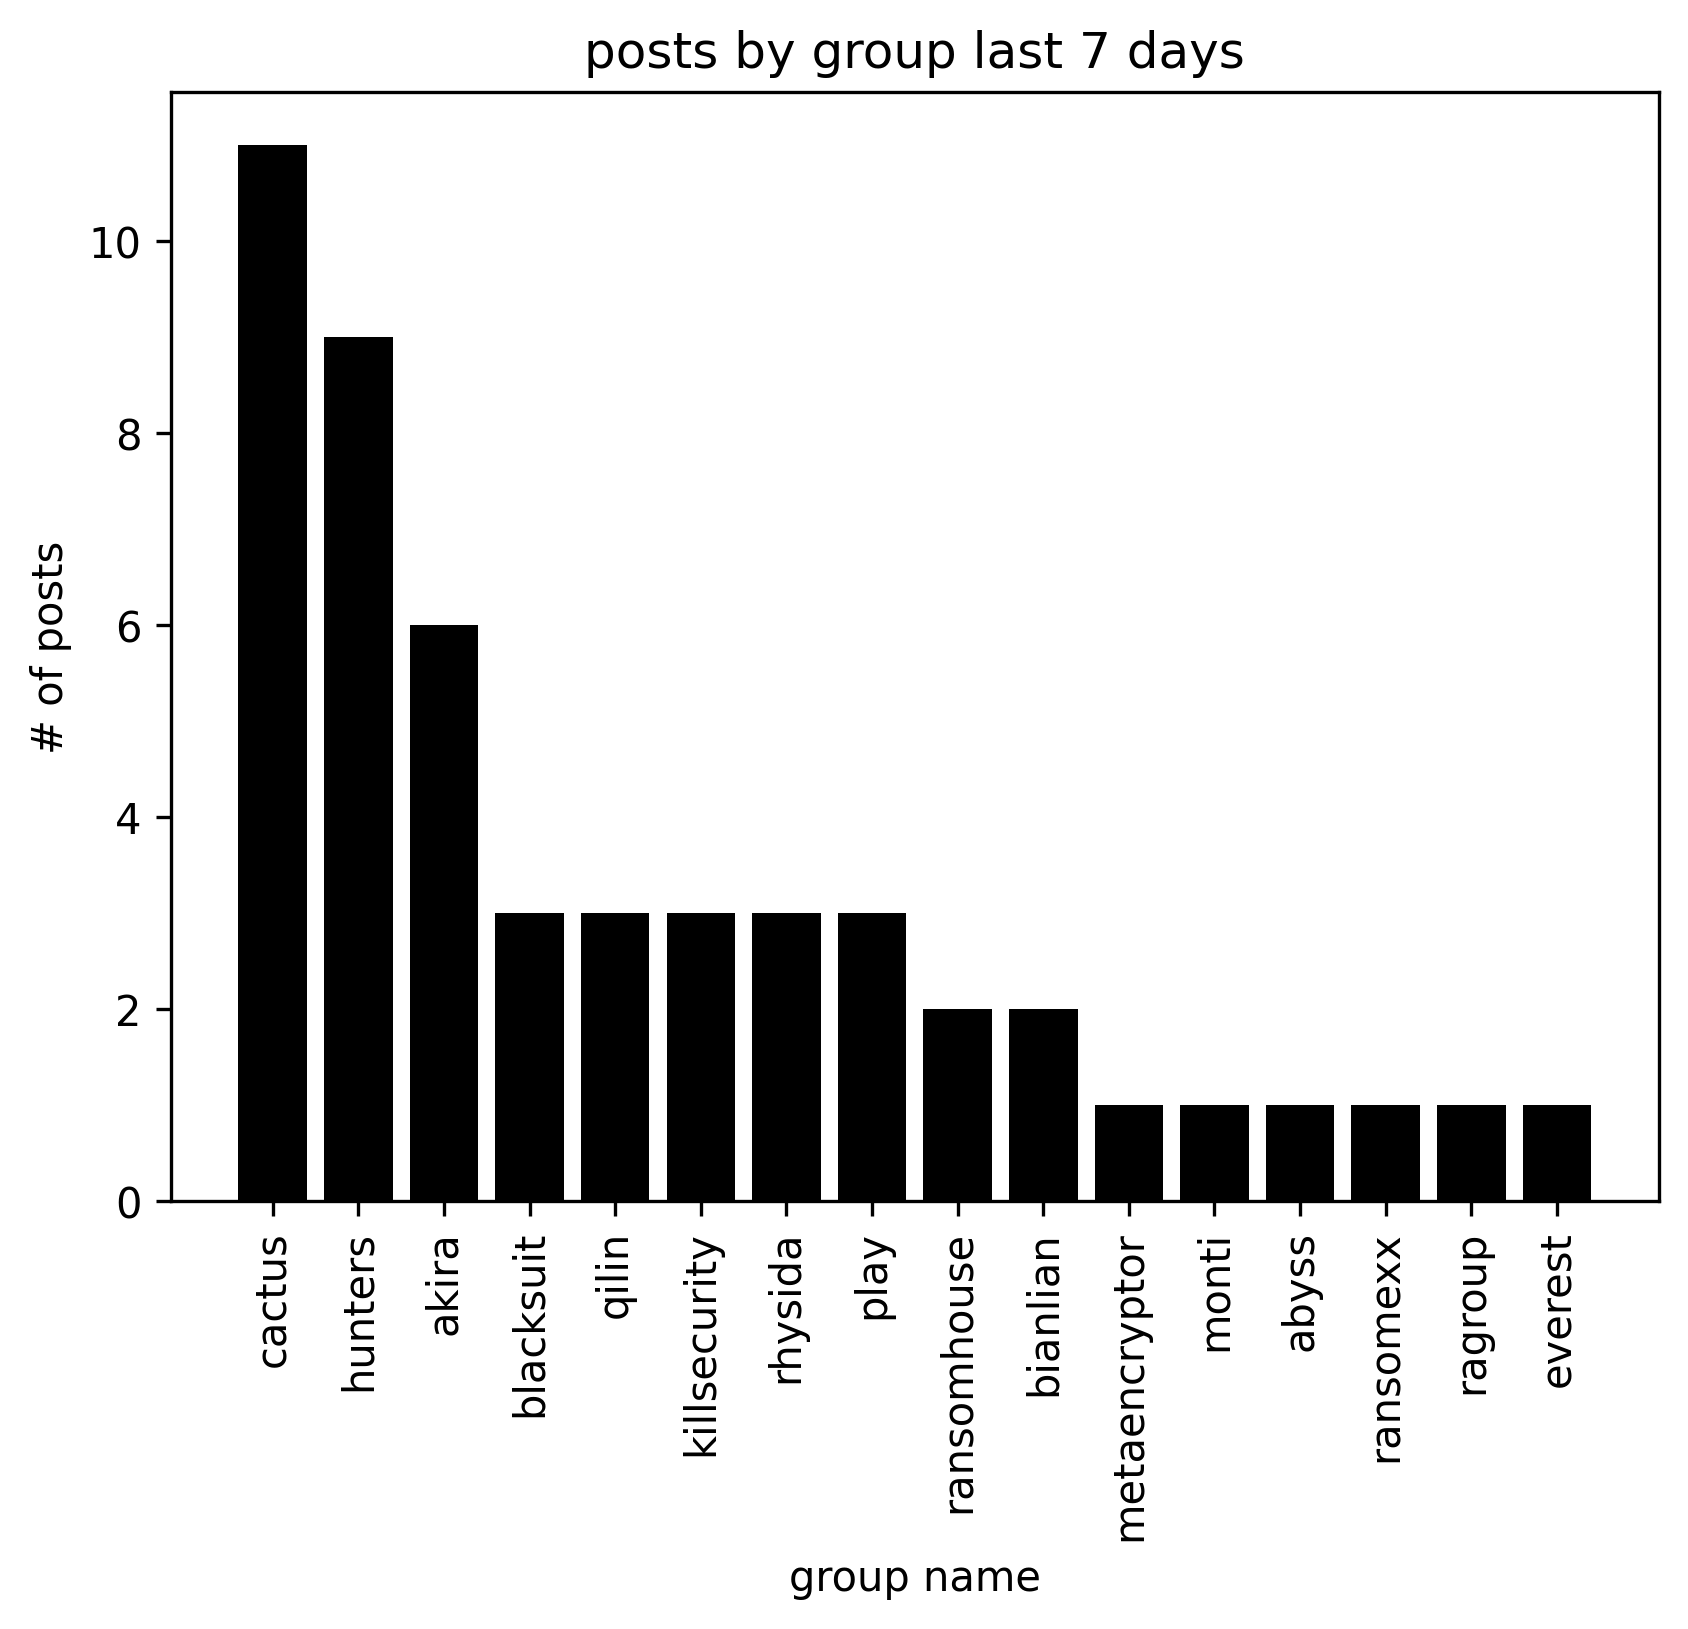 posts by group last 7 days
# of posts
10
8
6
4
2
0
cactus
hunters
akira
blacksuit
qilin
killsecurity
rhysida
play
ransomhouse
bianlian
metaencryptor
monti
abyss
ransomexx
ragroup
everest
group name